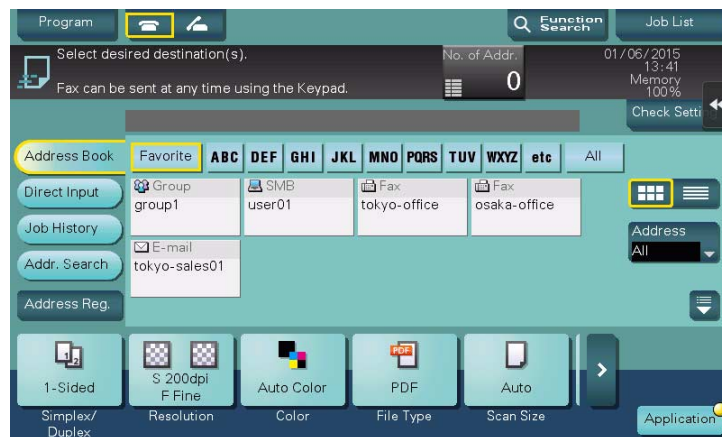 Program
Function
Search
Job List
Select desired destination(s).
Fax can be sent at any time using the Keypad.
No. of Addr.
0
01/06/2015
13:41
Memory
100%
Check Setti
Address Book
Favorite ABC DEF GHI JKL MNO PQRS TUV WXYZ etc All
Direct Input
Job History
Addr. Search
Address Reg.
Group
group1
SMB
user01
Fax
tokyo-office
Fax
osaka-office
E-mail
tokyo-sales01
Address
All
1 2
1-Sided
Simplex/
Duplex
S 200dpi
F Fine
Resolution
Auto Color
Color
PDF
PDF
File Type
Auto
Scan Size
Application